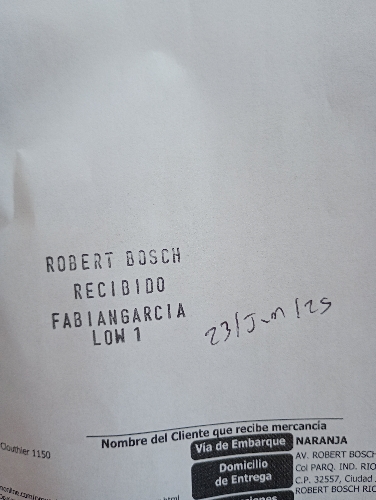 ROBERT BOSCH
RECIBIDO
FABIANGARCIA
LOW 1
23/Jun/25
Nombre del Cliente que recibe mercancia
Clouthier 1150
Vía de Embarque NARANJA
Domicilio de Entrega
AV. ROBERT BOSCH
Col PARQ. IND. RIO
C.P. 32557, Ciudad
ROBERT BOSCH RIO
.html